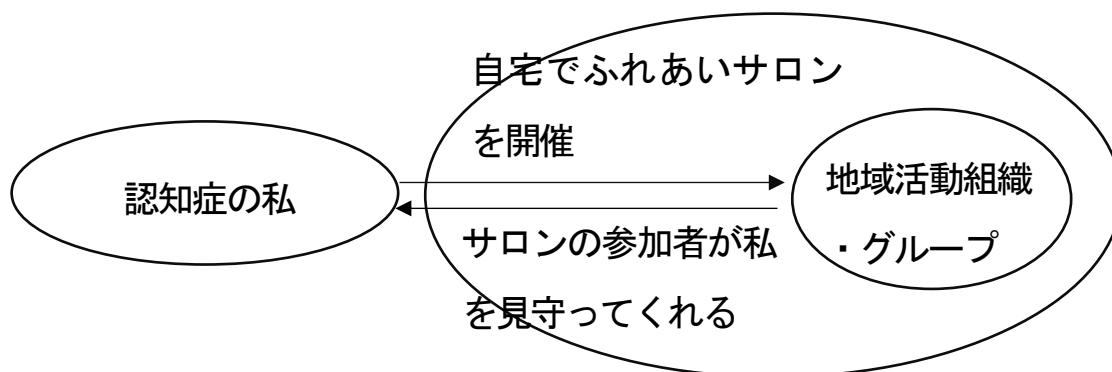 自宅でふれあいサロン
を開催
認知症の私
地域活動組織
・グループ
サロンの参加者が私
を見守ってくれる